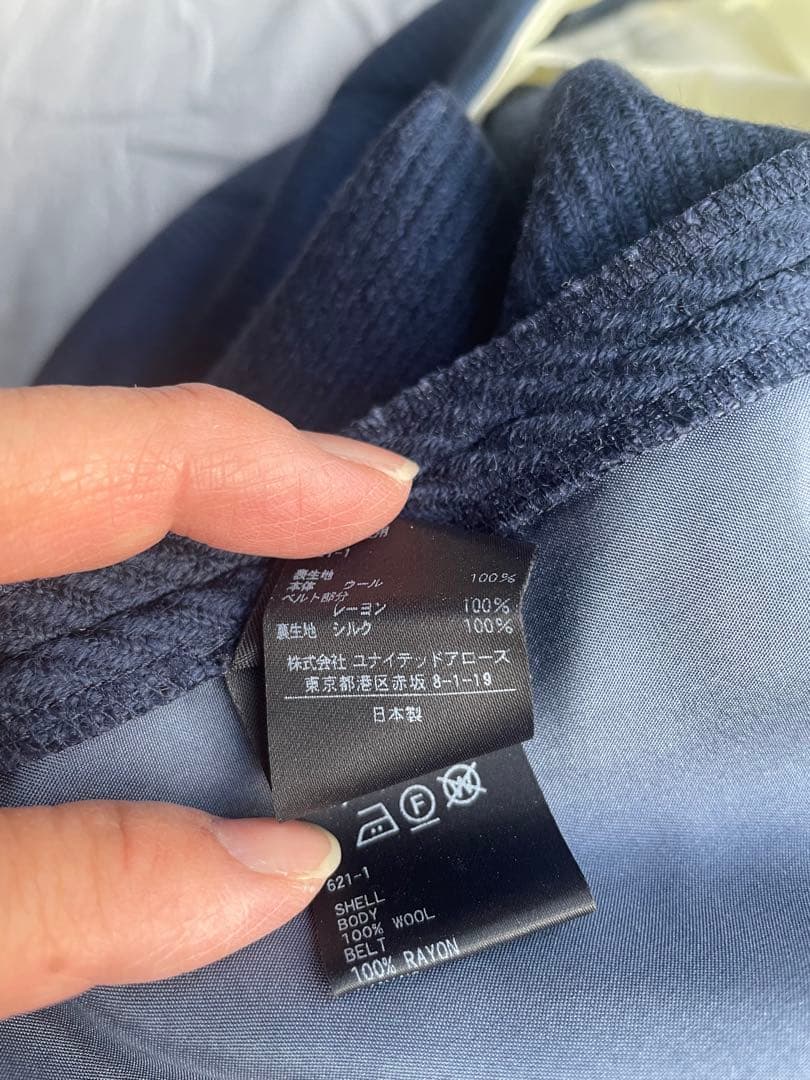 表生地
本体 ウール 100%
ベルト部分
レーヨン 100%
裏生地 シルク 100%
株式会社 ユナイテッドアローズ
東京都港区赤坂 8-1-19
日本製
F W
621-1
SHELL
BODY
100% WOOL
BELT
100% RAYON